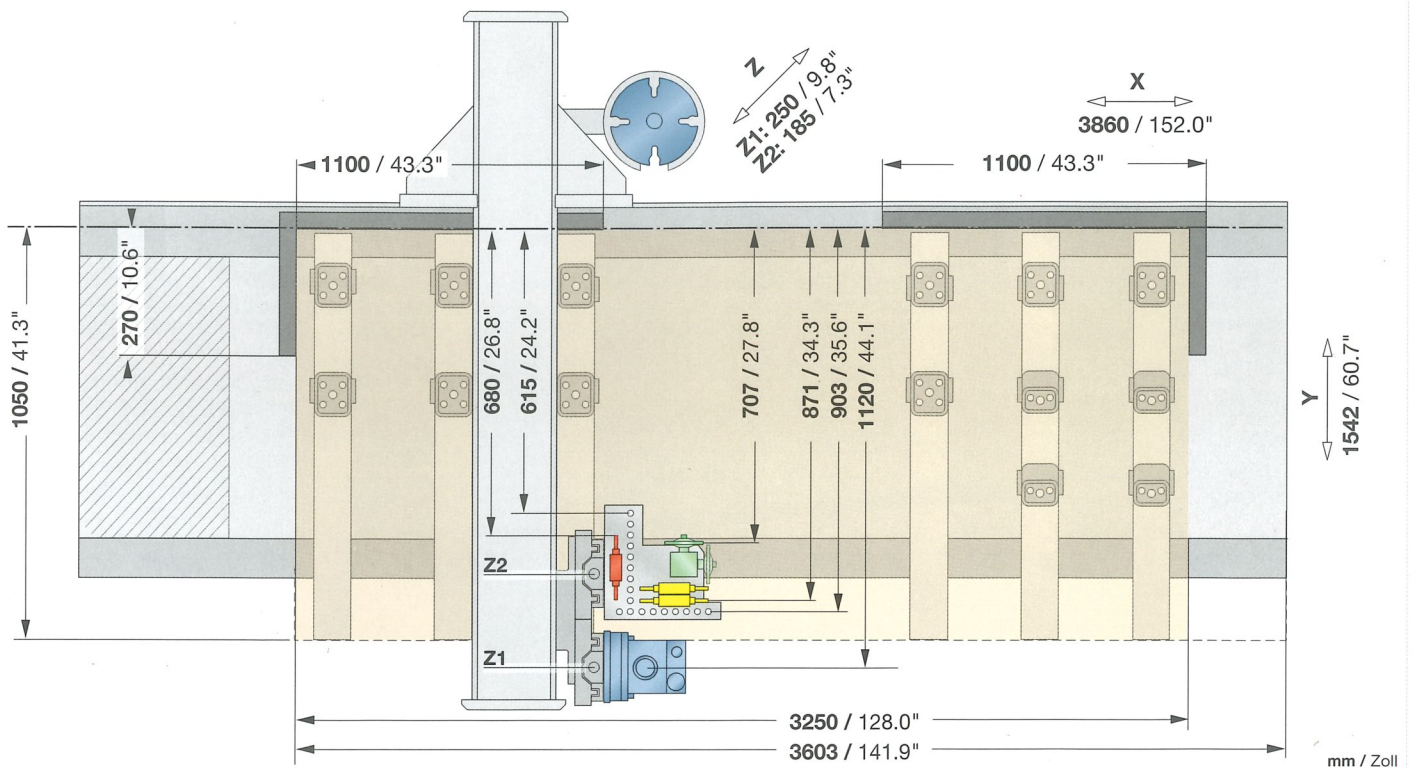 Z
Z1: 250 / 9.8"
Z2: 185 / 7.3"
X
3860 / 152.0"
1100 / 43.3"
1100 / 43.3"
270 / 10.6"
1050 / 41.3"
680 / 26.8"
615 / 24.2"
707 / 27.8"
871 / 34.3"
903 / 35.6"
1120 / 44.1"
Y
1542 / 60.7"
Z2
Z1
3250 / 128.0"
3603 / 141.9"
mm / Zoll